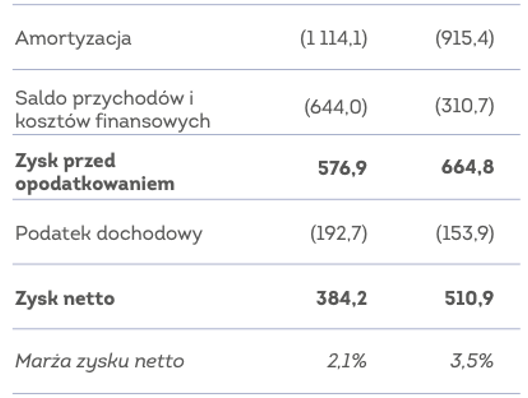 Amortyzacja (1 114,1) (915,4)
Saldo przychodów i
kosztów finansowych (644,0) (310,7)
Zysk przed
opodatkowaniem 576,9 664,8
Podatek dochodowy (192,7) (153,9)
Zysk netto 384,2 510,9
Marża zysku netto 2,1% 3,5%